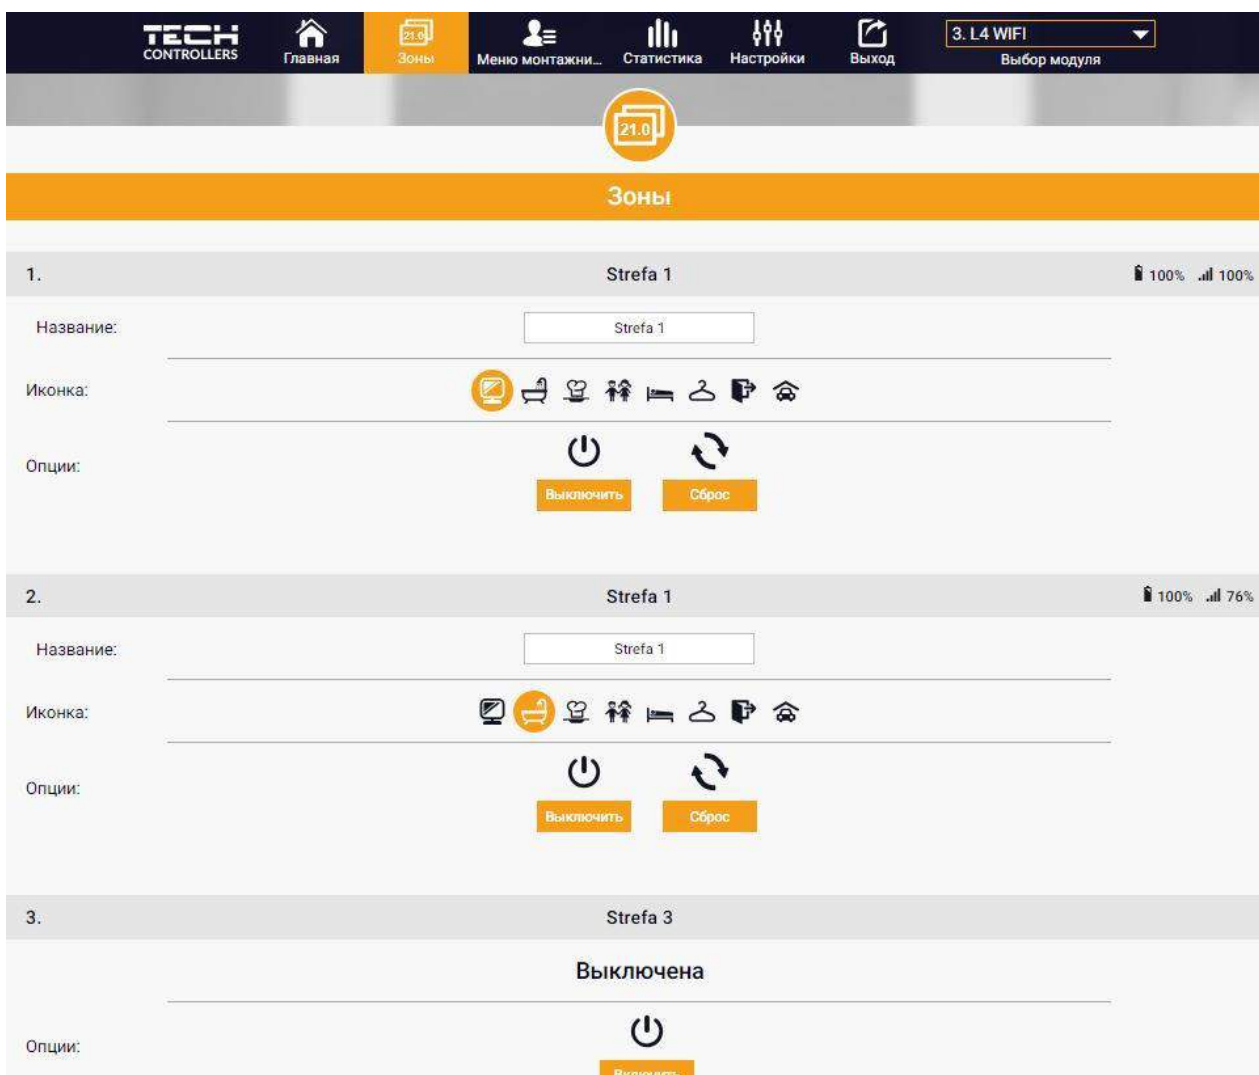 TECH
CONTROLLERS
Главная
21.0
Зоны
Меню монтажни...
Статистика
Настройки
Выход
3. L4 WIFI
Выбор модуля
21.0
Зоны
1.
Strefa 1
100% 100%
Название:
Strefa 1
Иконка:
Опции:
Выключить
Сброс
2.
Strefa 1
100% 76%
Название:
Strefa 1
Иконка:
Опции:
Выключить
Сброс
3.
Strefa 3
Выключена
Опции:
Включить